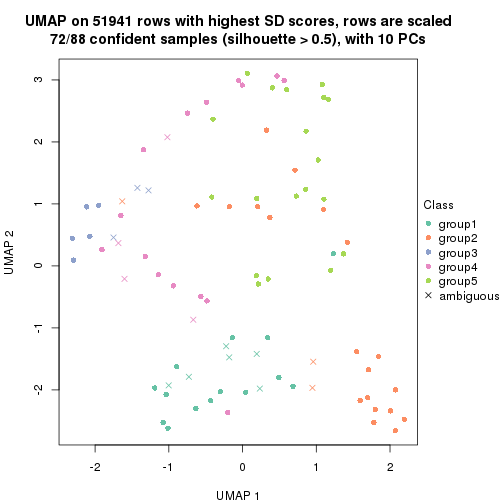 UMAP on 51941 rows with highest SD scores, rows are scaled
72/88 confident samples (silhouette > 0.5), with 10 PCs
3
2
1
0
-1
-2
UMAP 2
-2
-1
0
1
2
UMAP 1
Class
group1
group2
group3
group4
group5
ambiguous